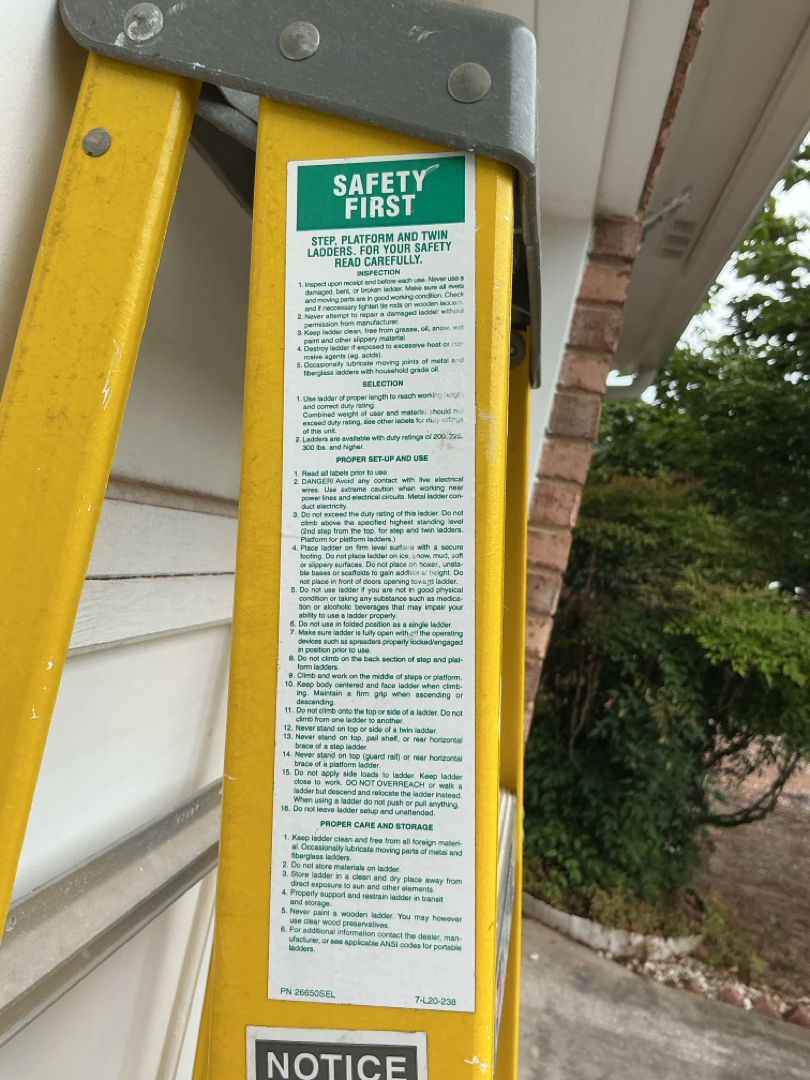 SAFETY
FIRST
STEP, PLATFORM AND TWIN
LADDERS. FOR YOUR SAFETY
READ CAREFULLY.
INSPECTION
1. Inspect upon receipt and before each use. Never use a
damaged, bent, or broken ladder. Make sure all rivets
and moving parts are in good working condition. Check
and if neccessary tighten tie rods on wooden ladders.
2. Never attempt to repair a damaged ladder without
permission from manufacturer.
3. Keep ladder clean, free from grease, oil, snow, wet
paint and other slippery material.
4. Destroy ladder if exposed to excessive heat or cor-
rosive agents (eg. acids).
5. Occasionally lubricate moving joints of metal and
fiberglass ladders with household grade oil.
SELECTION
1. Use ladder of proper length to reach working height
and correct duty rating.
Combined weight of user and material should not
exceed duty rating, see other labels for duty ratings
of this unit.
2. Ladders are available with duty ratings of 200, 225,
300 lbs. and higher.
PROPER SET-UP AND USE
1. Read all labels prior to use.
2. DANGER! Avoid any contact with live electrical
wires. Use extreme caution when working near
power lines and electrical circuits. Metal ladder con-
duct electricity.
3. Do not exceed the duty rating of this ladder. Do not
climb above the specified highest standing level
(2nd step from the top, for step and twin ladders.
Platform for platform ladders.)
4. Place ladder on firm level surface with a secure
footing. Do not place ladder on ice, snow, mud, soft
or slippery surfaces. Do not place on boxes, unsta-
ble bases or scaffolds to gain additional height. Do
not place in front of doors opening toward ladder.
5. Do not use ladder if you are not in good physical
condition or taking any substance such as medica-
tion or alcoholic beverages that may impair your
ability to use a ladder properly.
6. Do not use in folded position as a single ladder.
7. Make sure ladder is fully open with all the operating
devices such as spreaders properly locked/engaged
in position prior to use.
8. Do not climb on the back section of step and plat-
form ladders.
9. Climb and work on the middle of steps or platform.
10. Keep body centered and face ladder when climb-
ing. Maintain a firm grip when ascending or
descending.
11. Do not climb onto the top or side of a ladder. Do not
climb from one ladder to another.
12. Never stand on top or side of a twin ladder.
13. Never stand on top, pail shelf, or rear horizontal
brace of a step ladder.
14. Never stand on top (guard rail) or rear horizontal
brace of a platform ladder.
15. Do not apply side loads to ladder. Keep ladder
close to work. DO NOT OVERREACH or walk a
ladder but descend and relocate the ladder instead.
When using a ladder do not push or pull anything.
16. Do not leave ladder setup and unattended.
PROPER CARE AND STORAGE
1. Keep ladder clean and free from all foreign materi-
al. Occasionally lubricate moving parts of metal and
fiberglass ladders.
2. Do not store materials on ladder.
3. Store ladder in a clean and dry place away from
direct exposure to sun and other elements.
4. Properly support and restrain ladder in transit
and storage.
5. Never paint a wooden ladder. You may however
use clear wood preservatives.
6. For additional information contact the dealer, man-
ufacturer, or see applicable ANSI codes for portable
ladders.
PN 26650SEL
7-L20-238
NOTICE